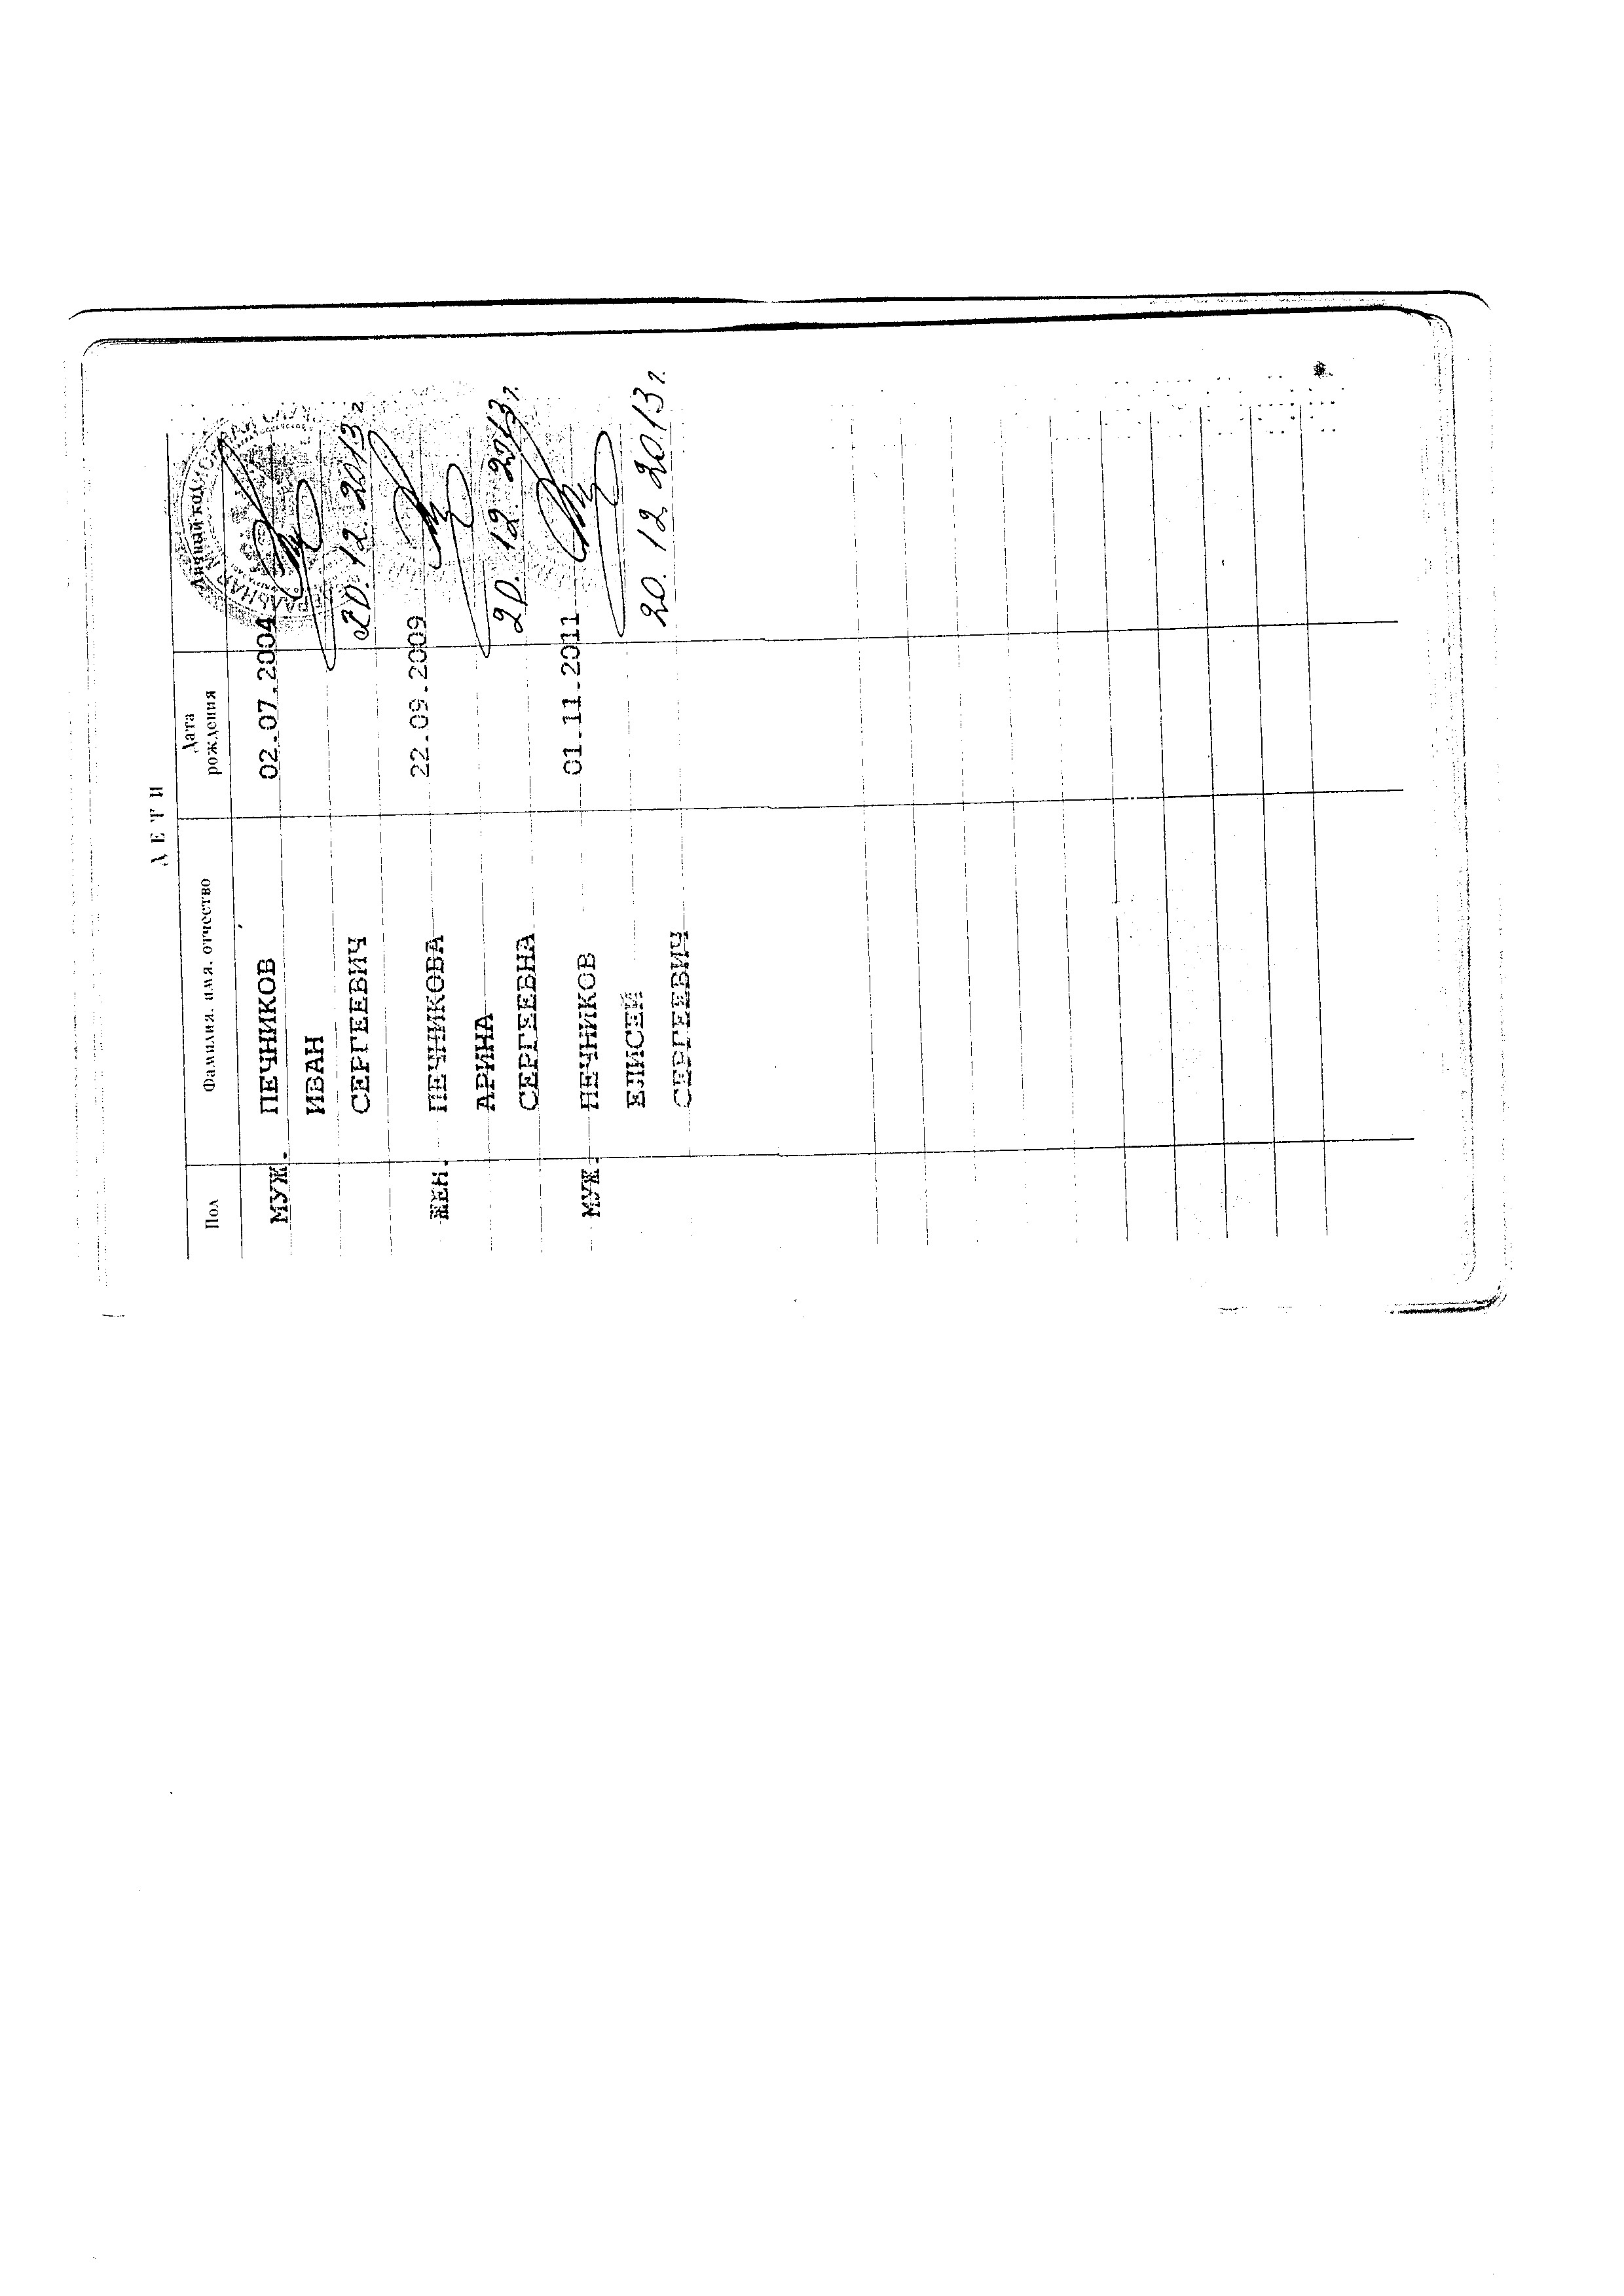 ДЕТИ
Пол Фамилия, имя, отчество Дата рождения Личный код
МУЖ. ПЕЧНИКОВ 02.07.2004
ИВАН
СЕРГЕЕВИЧ 20.12.2013 г.
ЖЕН. ПЕЧНИКОВА 22.09.2009
АРИНА
СЕРГЕЕВНА 20.12.2013 г.
МУЖ. ПЕЧНИКОВ 01.11.2011
ЕЛИСЕЙ
СЕРГЕЕВИЧ 20.12 2013 г.